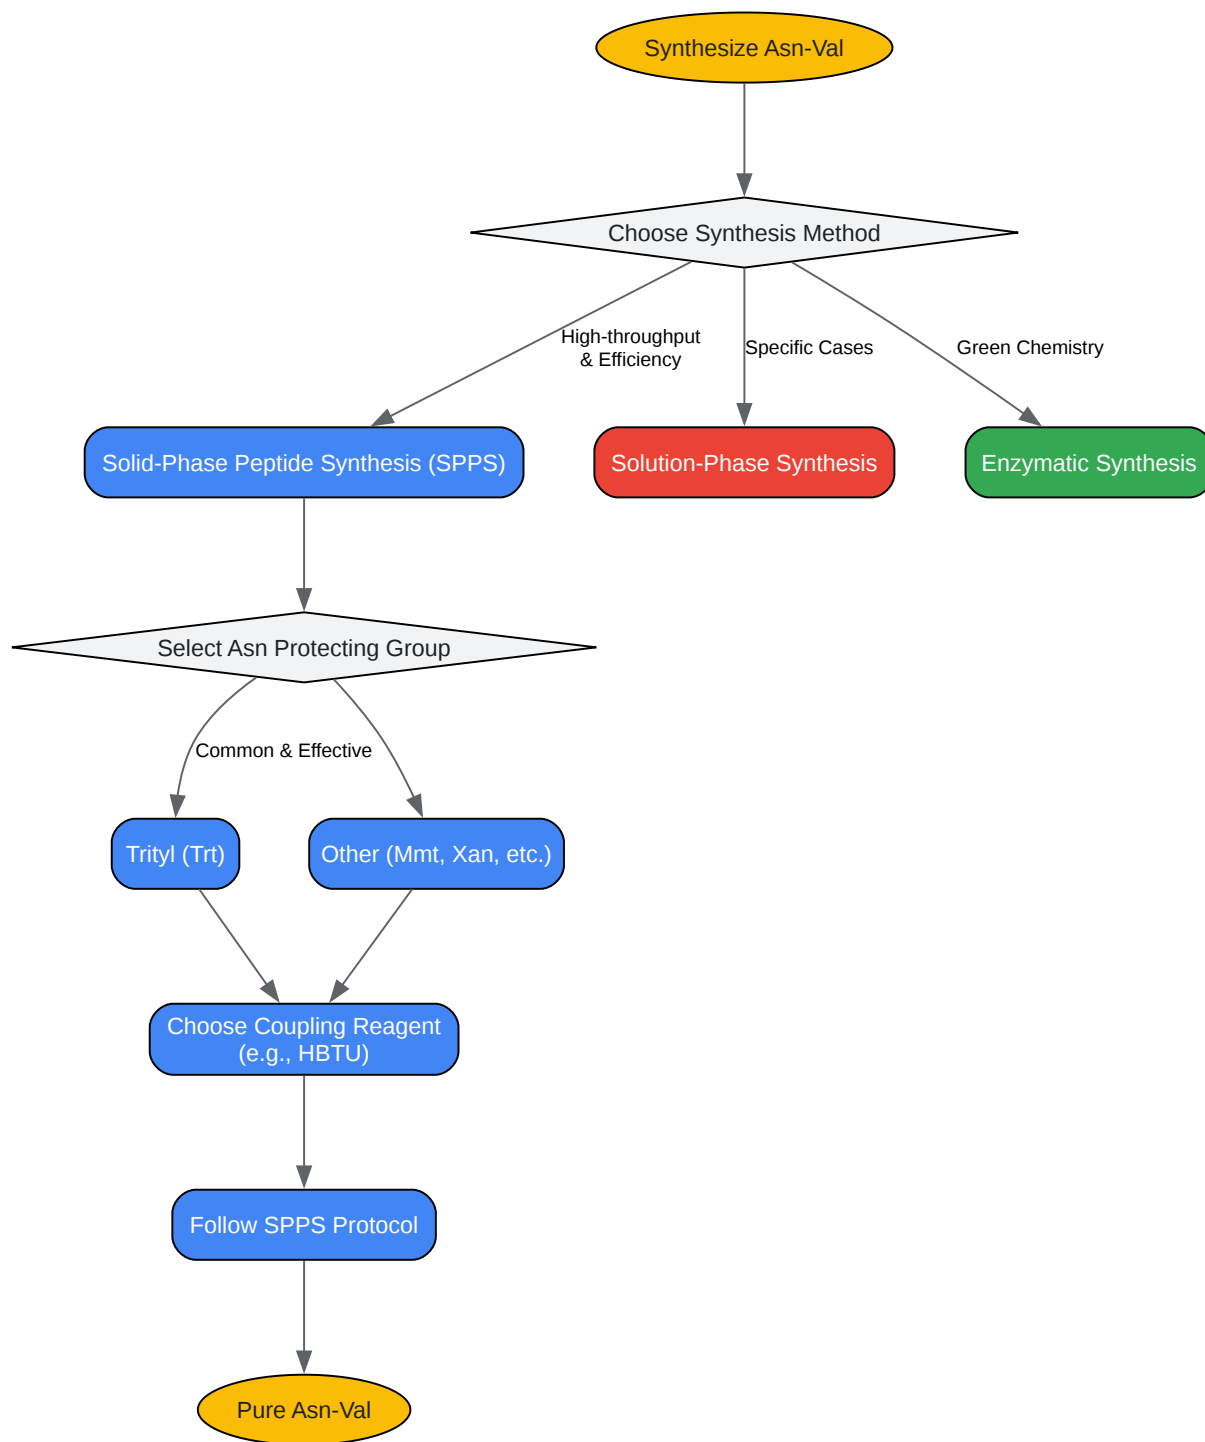 Synthesize Asn-Val
Choose Synthesis Method
High-throughput
& Efficiency
Specific Cases
Green Chemistry
Solid-Phase Peptide Synthesis (SPPS)
Solution-Phase Synthesis
Enzymatic Synthesis
Select Asn Protecting Group
Common & Effective
Trityl (Trt)
Other (Mmt, Xan, etc.)
Choose Coupling Reagent
(e.g., HBTU)
Follow SPPS Protocol
Pure Asn-Val